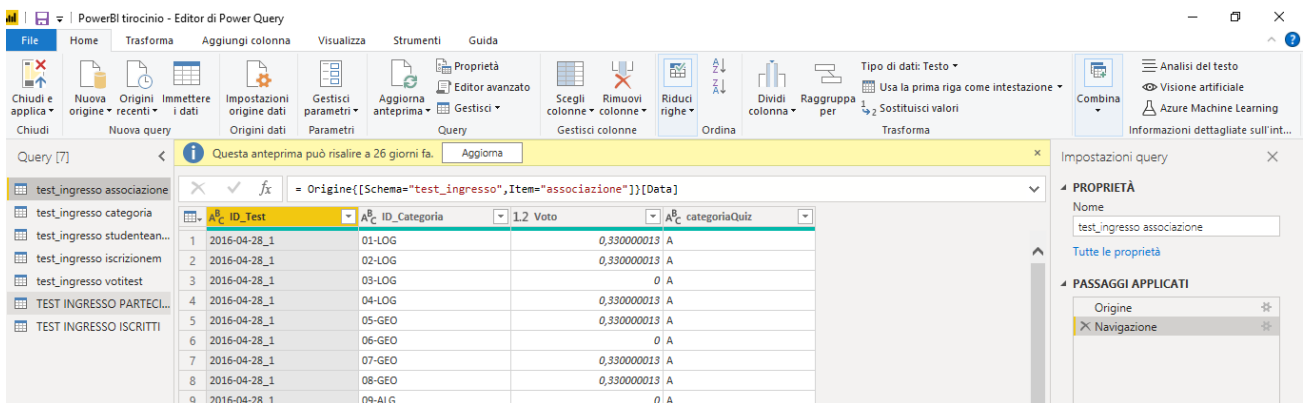 PowerBI tirocinio - Editor di Power Query
File Home Trasforma Aggiungi colonna Visualizza Strumenti Guida
Chiudi e applica
Nuova origine
Origini recenti
Immettere i dati
Impostazioni origine dati
Gestisci parametri
Aggiorna anteprima
Proprietà
Editor avanzato
Gestisci
Scegli colonne
Rimuovi colonne
Riduci righe
Dividi colonna
Raggruppa per
Tipo di dati: Testo
Usa la prima riga come intestazione
1 2 Sostituisci valori
Combina
Analisi del testo
Visione artificiale
Azure Machine Learning
Chiudi Nuova query Origini dati Parametri Query Gestisci colonne Ordina Trasforma Informazioni dettagliate sull'int...
Query [7]
test_ingresso associazione
test_ingresso categoria
test_ingresso studentean...
test_ingresso iscrizionem
test_ingresso votitest
TEST INGRESSO PARTECI...
TEST INGRESSO ISCRITTI
Questa anteprima può risalire a 26 giorni fa. Aggiorna
fx = Origine{[Schema="test_ingresso",Item="associazione"]}[Data]
ABC ID_Test ABC ID_Categoria 1.2 Voto ABC categoriaQuiz
1 2016-04-28_1 01-LOG 0,330000013 A
2 2016-04-28_1 02-LOG 0,330000013 A
3 2016-04-28_1 03-LOG 0 A
4 2016-04-28_1 04-LOG 0,330000013 A
5 2016-04-28_1 05-GEO 0,330000013 A
6 2016-04-28_1 06-GEO 0 A
7 2016-04-28_1 07-GEO 0,330000013 A
8 2016-04-28_1 08-GEO 0,330000013 A
9 2016-04-28_1 09-ALG 0 A
Impostazioni query
PROPRIETÀ
Nome
test_ingresso associazione
Tutte le proprietà
PASSAGGI APPLICATI
Origine
Navigazione